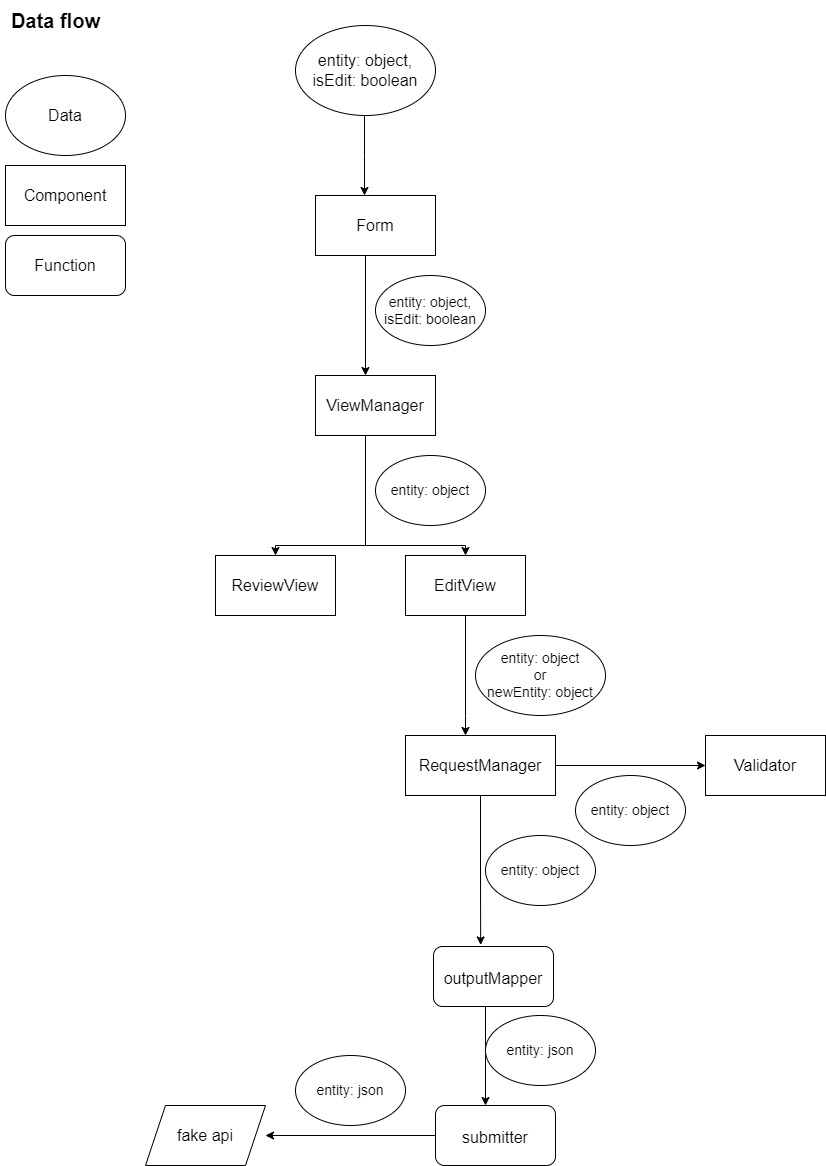 Data flow
Data
Component
Function
entity: object,
isEdit: boolean
Form
entity: object,
isEdit: boolean
ViewManager
entity: object
ReviewView
EditView
entity: object
or
newEntity: object
RequestManager
Validator
entity: object
entity: object
outputMapper
entity: json
entity: json
fake api
submitter